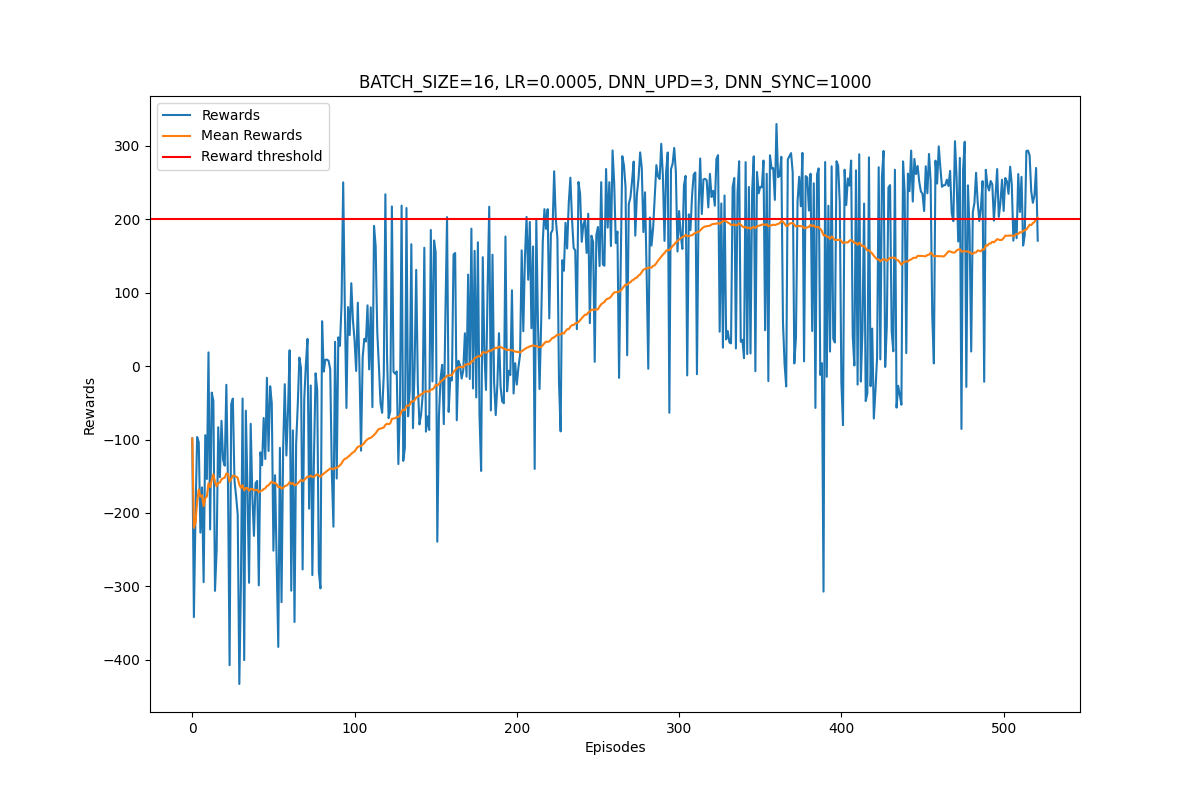 BATCH_SIZE=16, LR=0.0005, DNN_UPD=3, DNN_SYNC=1000
Rewards
Mean Rewards
Reward threshold
300
200
100
0
−100
−200
−300
−400
Rewards
0 100 200 300 400 500
Episodes